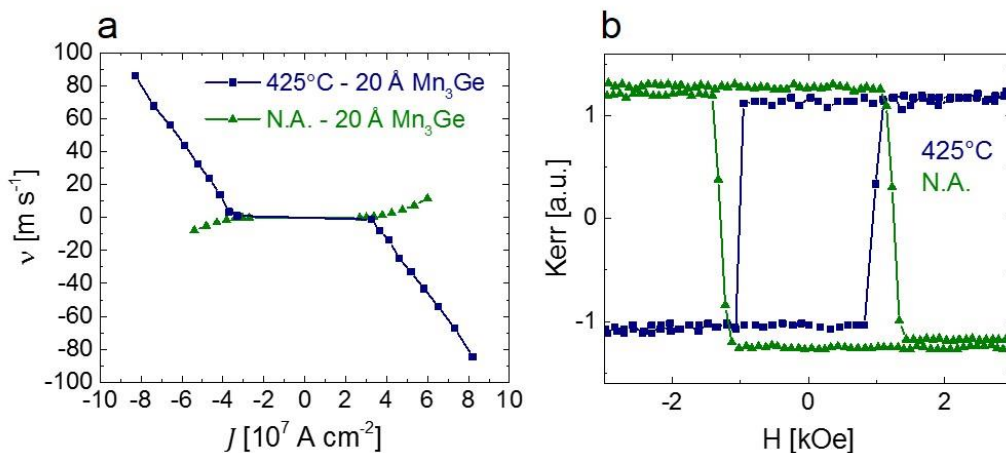 a
b
100
80
60
40
20
0
-20
-40
-60
-80
-100
ν [m s⁻¹]
425°C - 20 Å Mn₃Ge
N.A. - 20 Å Mn₃Ge
-10 -8 -6 -4 -2 0 2 4 6 8 10
J [10⁷ A cm⁻²]
1
0
-1
Kerr [a.u.]
425°C
N.A.
-2 0 2
H [kOe]